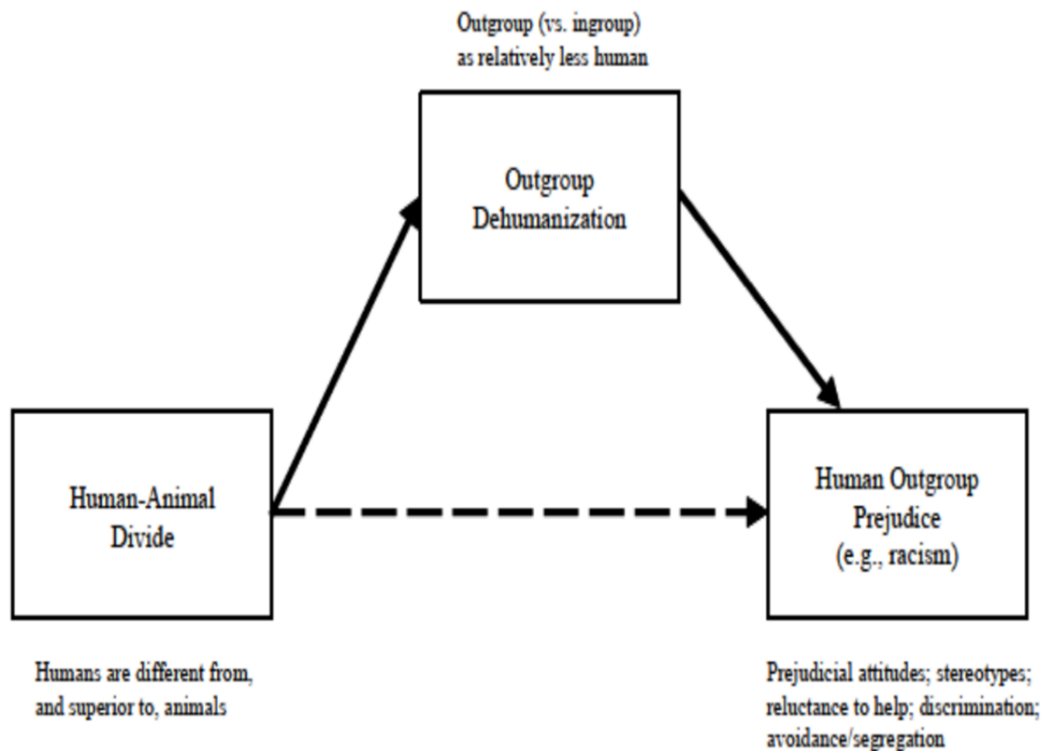 Outgroup (vs. ingroup)
as relatively less human
Outgroup
Dehumanization
Human-Animal
Divide
Human Outgroup
Prejudice
(e.g., racism)
Humans are different from,
and superior to, animals
Prejudicial attitudes; stereotypes;
reluctance to help; discrimination;
avoidance/segregation